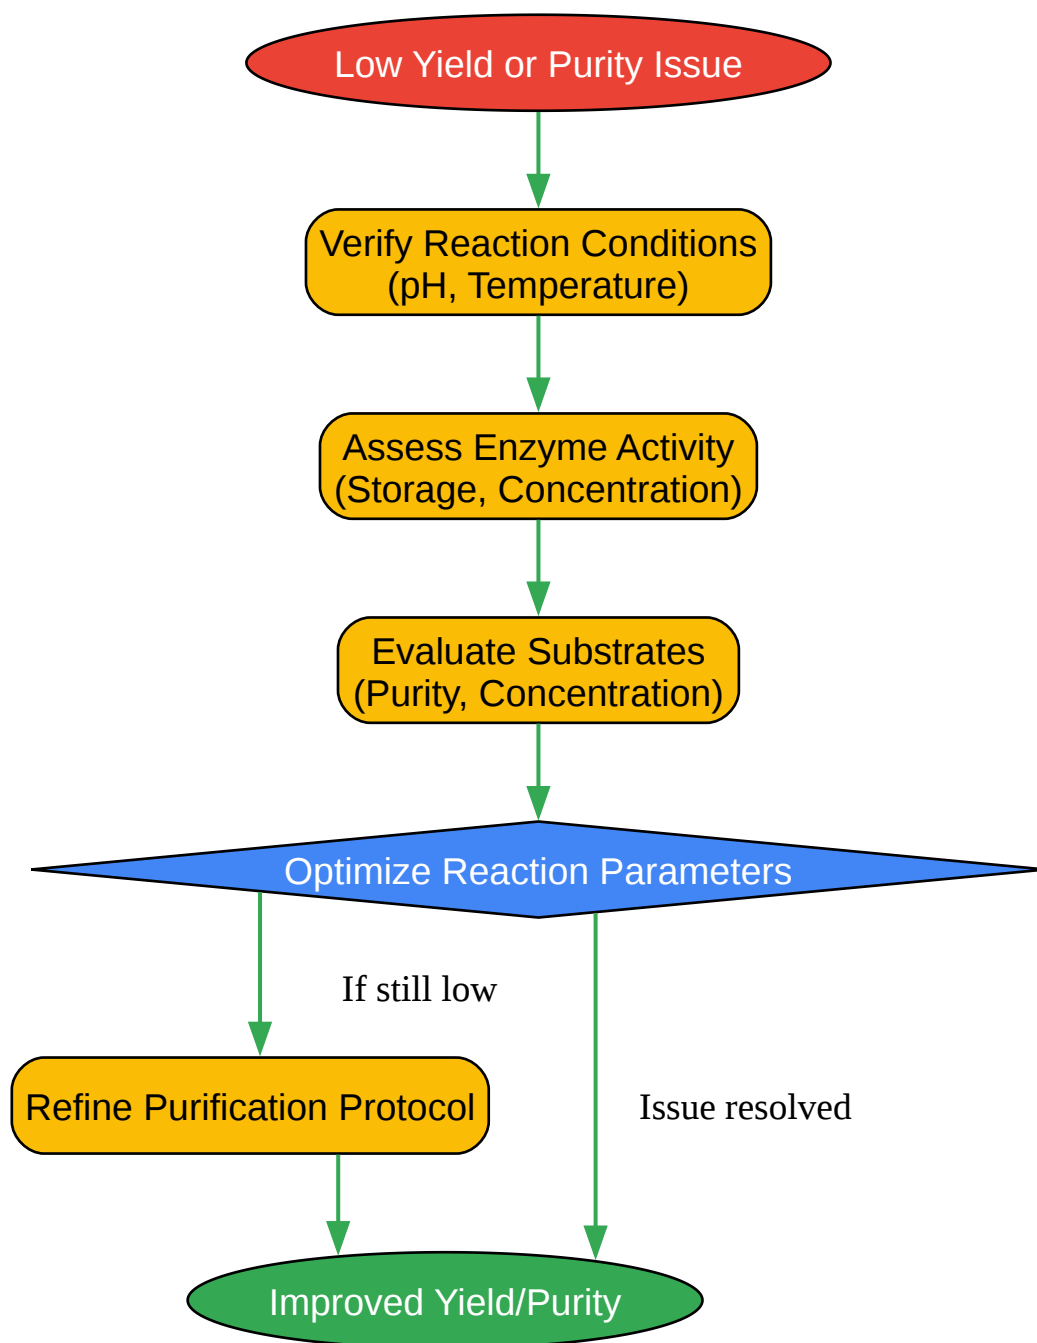 Low Yield or Purity Issue
Verify Reaction Conditions
(pH, Temperature)
Assess Enzyme Activity
(Storage, Concentration)
Evaluate Substrates
(Purity, Concentration)
Optimize Reaction Parameters
If still low
Refine Purification Protocol
Issue resolved
Improved Yield/Purity